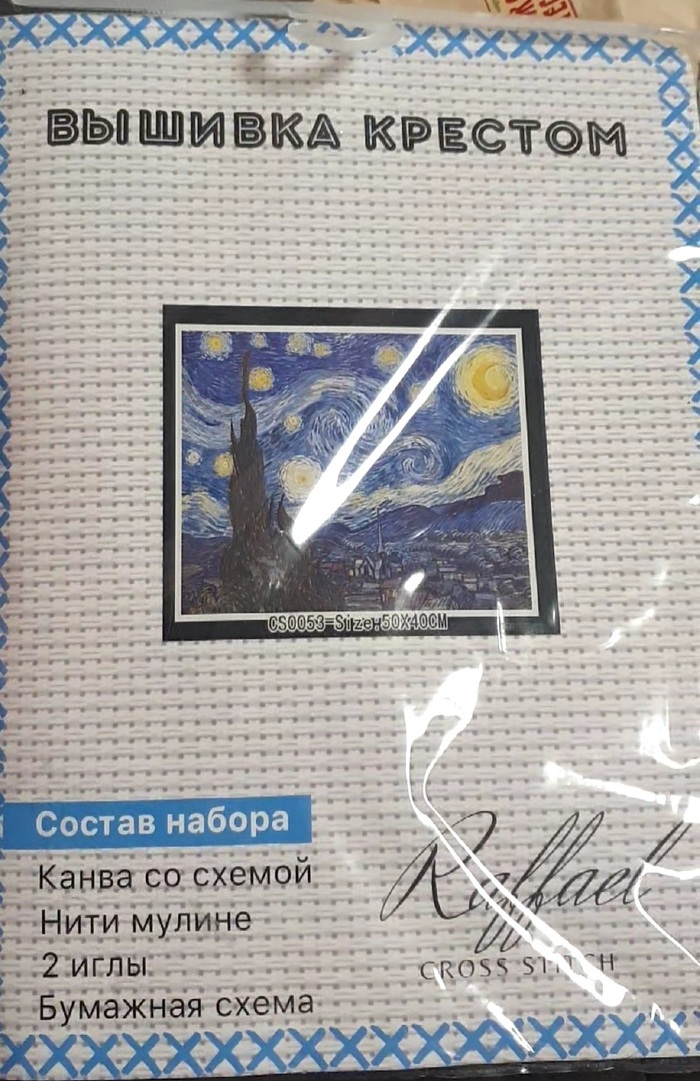 ВЫШИВКА КРЕСТОМ
CS0053-Size:50X40CM
Состав набора
Канва со схемой
Нити мулине
2 иглы
Бумажная схема
Raffael
CROSS STITCH